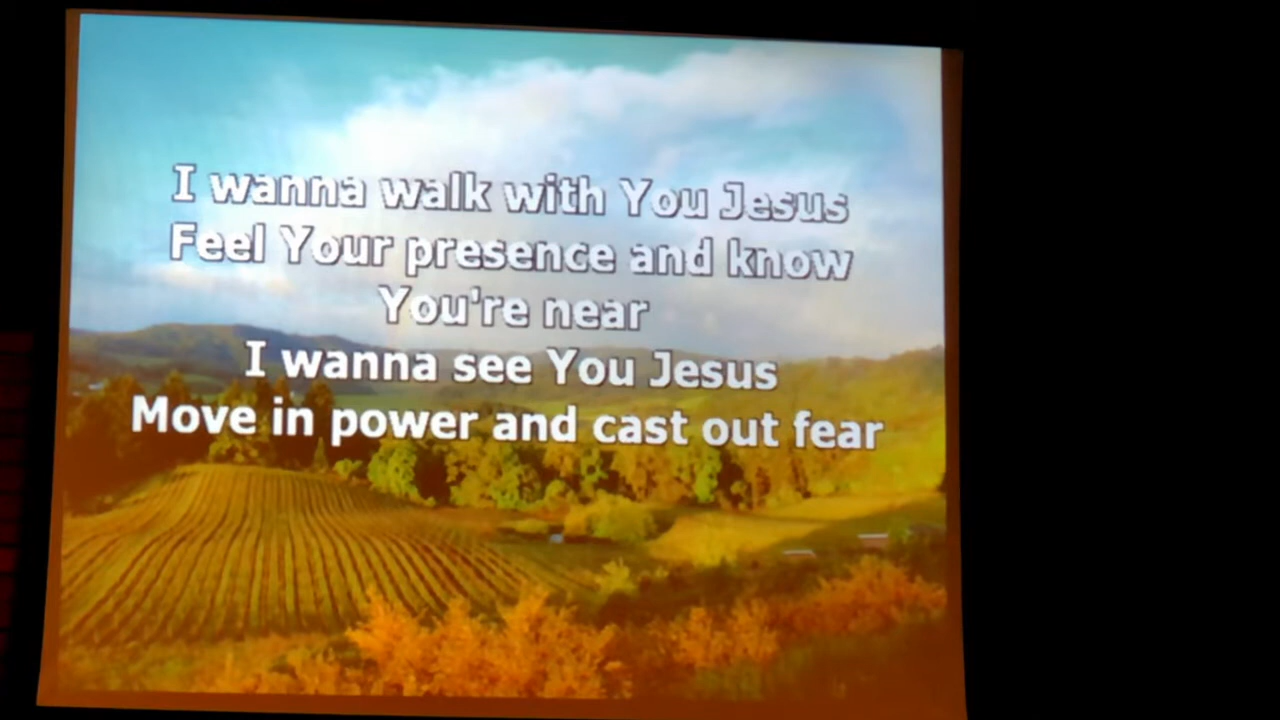 I wanna walk with You Jesus
Feel Your presence and know
You're near
I wanna see You Jesus
Move in power and cast out fear